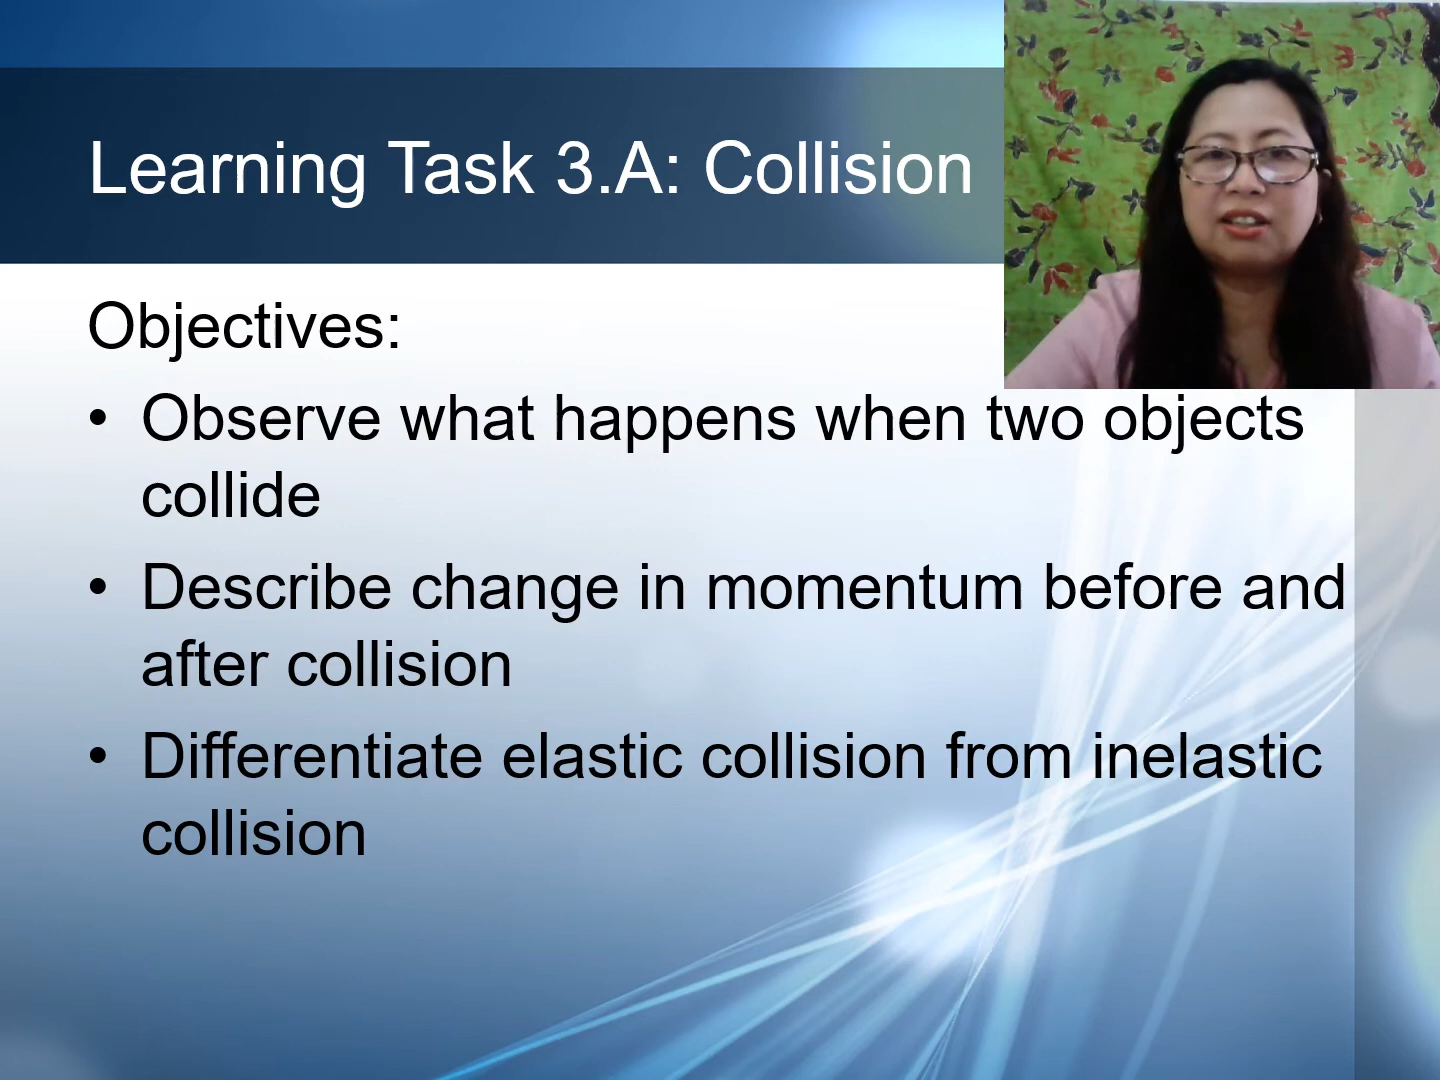 Learning Task 3.A: Collision
Objectives:
• Observe what happens when two objects
collide
• Describe change in momentum before and
after collision
• Differentiate elastic collision from inelastic
collision